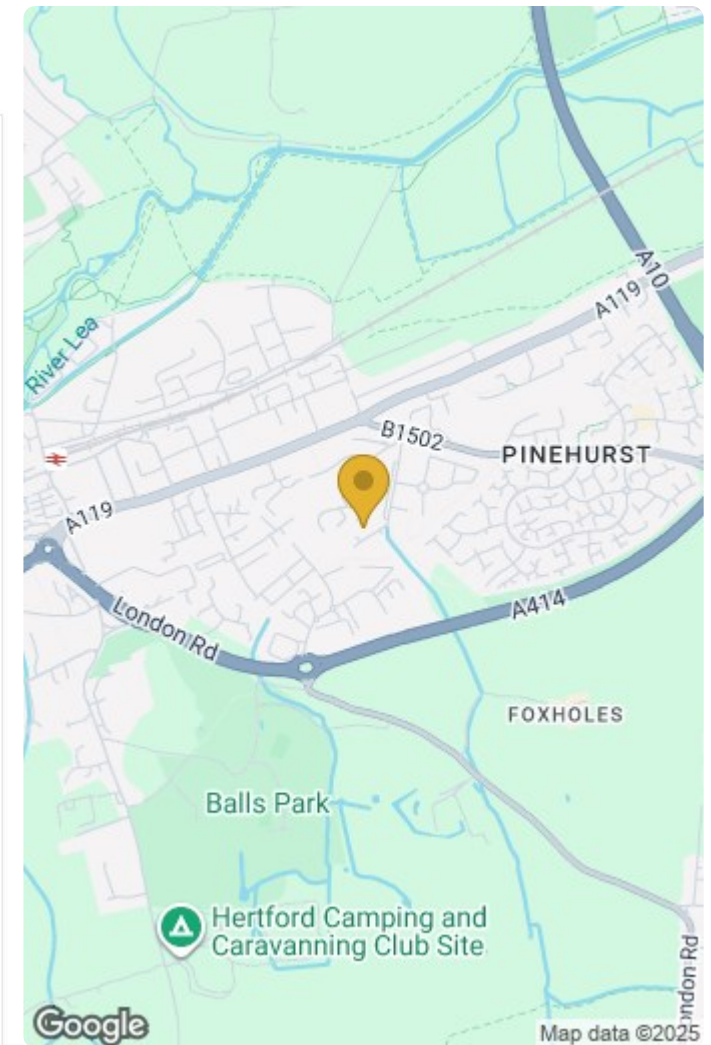 A10
A119
River Lea
B1502
PINEHURST
A119
A414
London Rd
FOXHOLES
Balls Park
Hertford Camping and
Caravanning Club Site
ondon Rd
Google
Map data ©2025